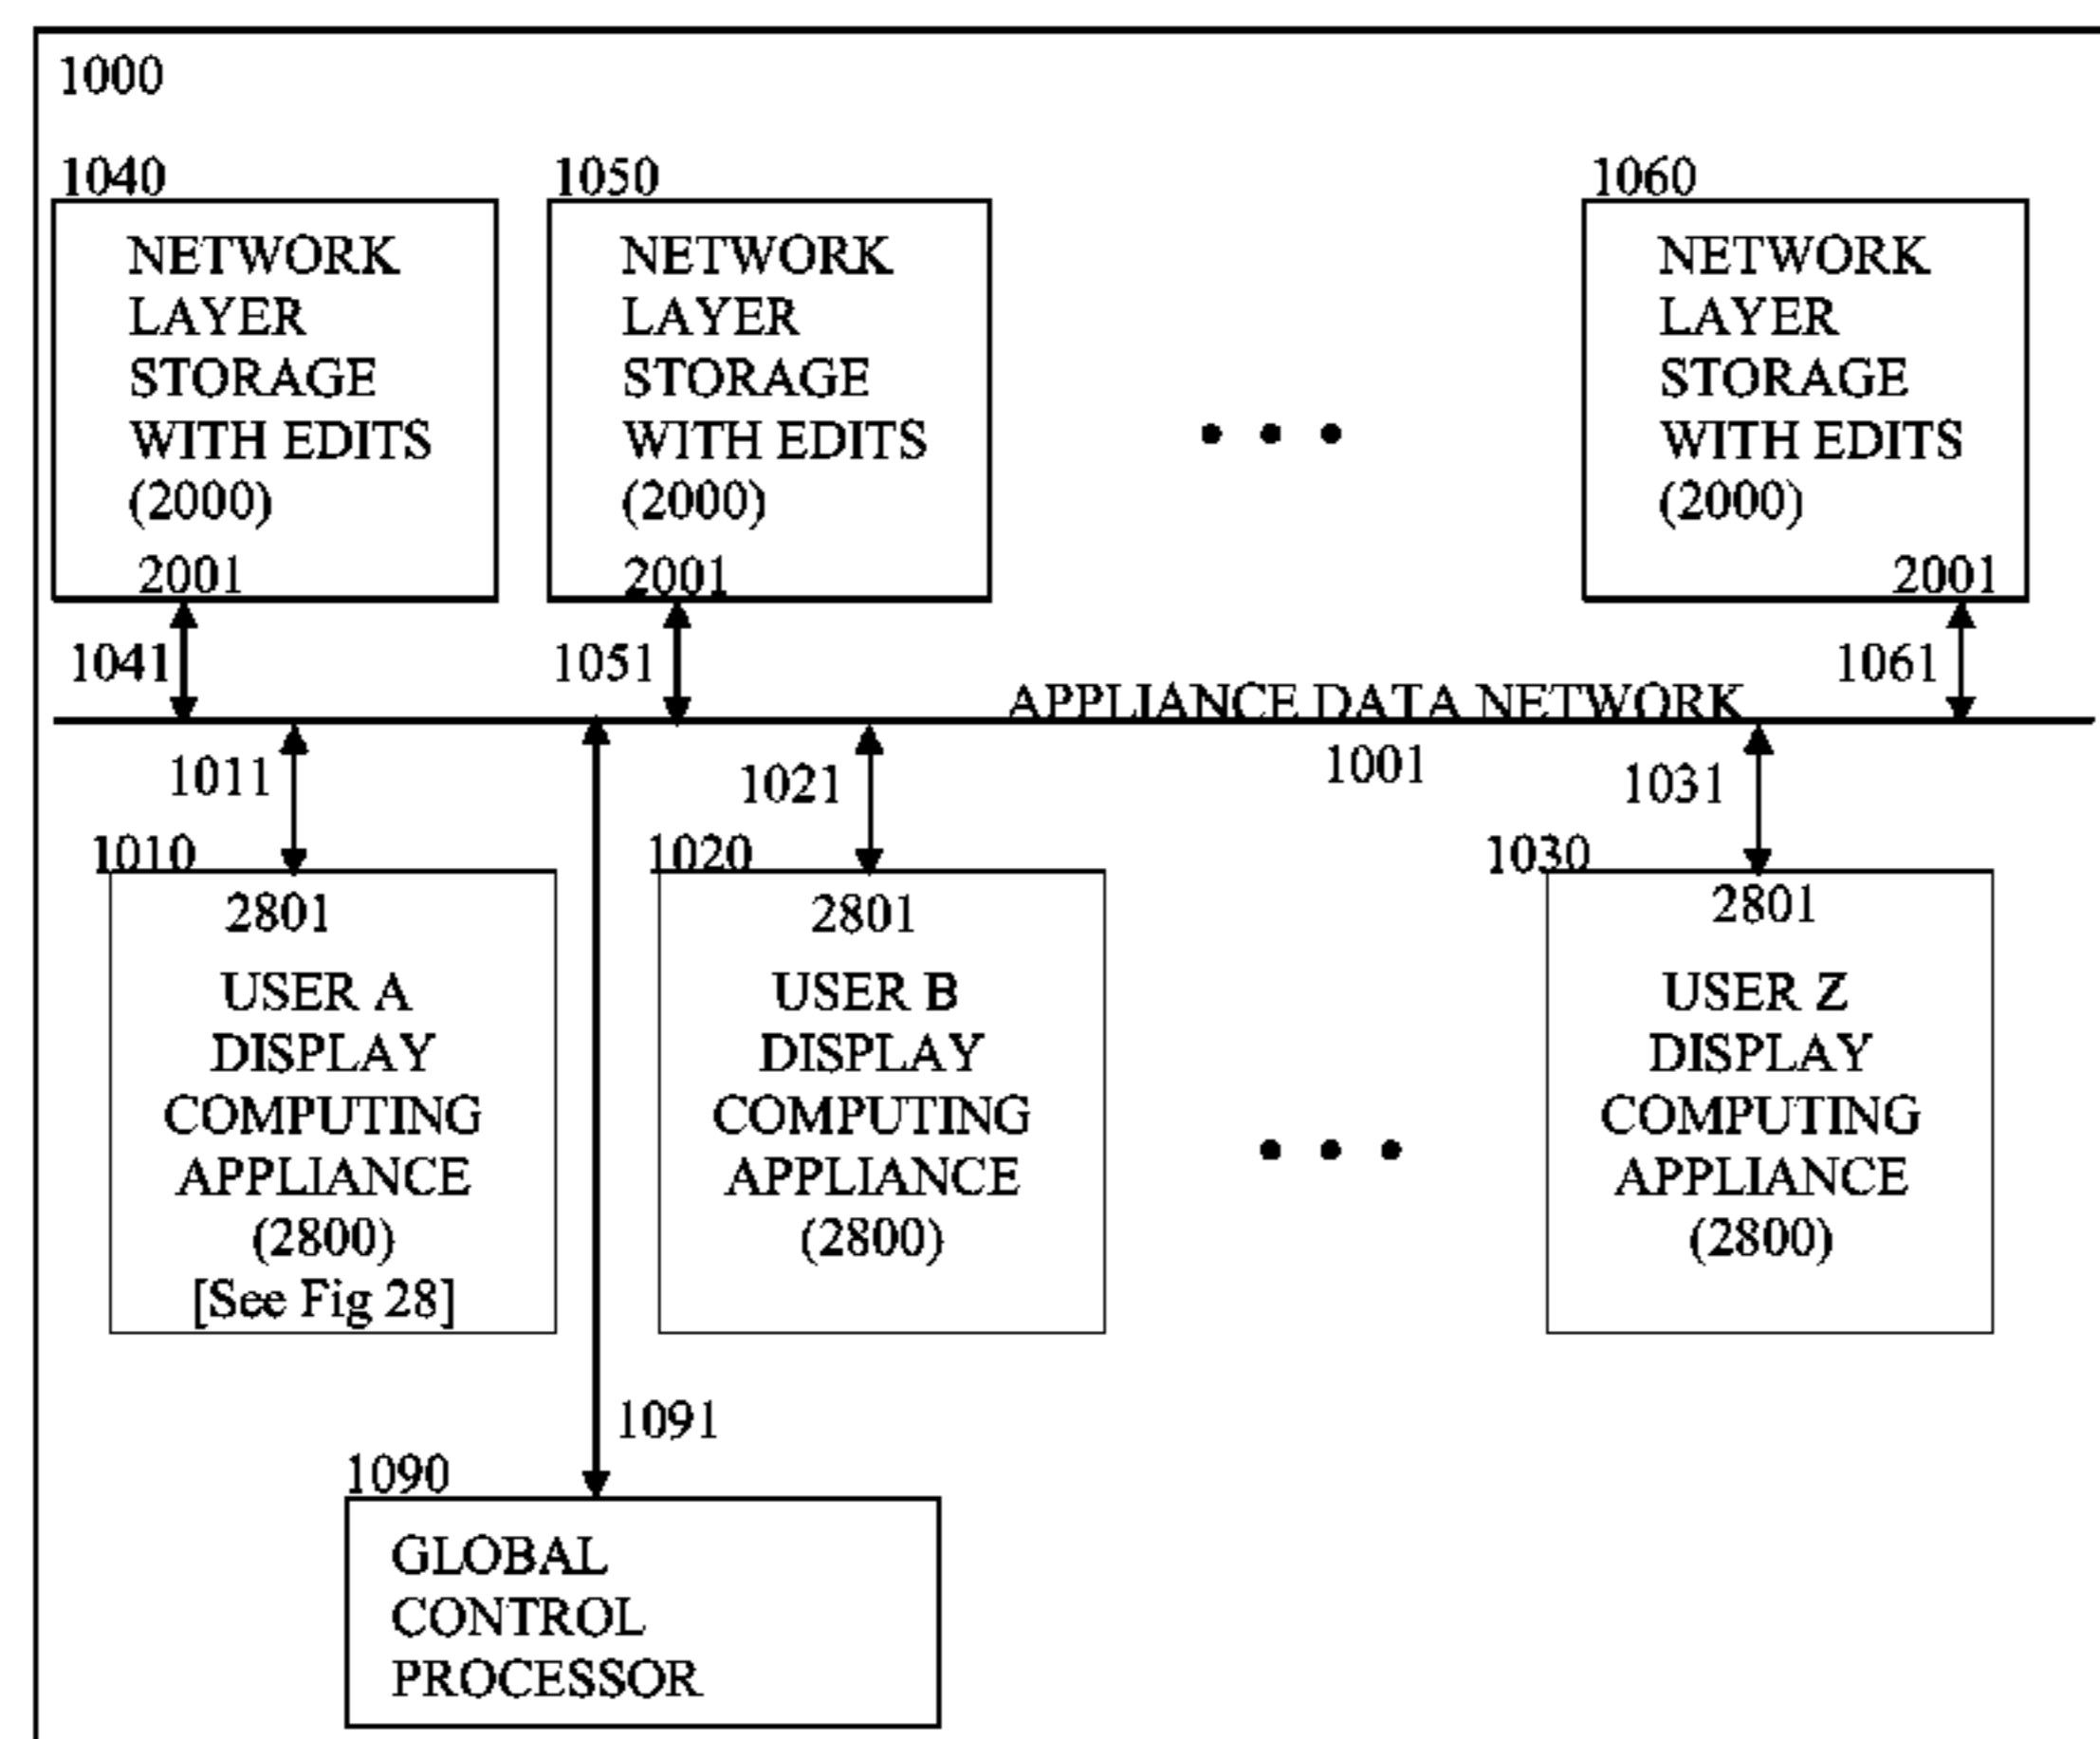 1000
1040
NETWORK
LAYER
STORAGE
WITH EDITS
(2000)
2001
1050
NETWORK
LAYER
STORAGE
WITH EDITS
(2000)
2001
1060
NETWORK
LAYER
STORAGE
WITH EDITS
(2000)
2001
1041
1051
1061
APPLIANCE DATA NETWORK
1001
1011
1021
1031
1010
2801
USER A
DISPLAY
COMPUTING
APPLIANCE
(2800)
[See Fig 28]
1020
2801
USER B
DISPLAY
COMPUTING
APPLIANCE
(2800)
1030
2801
USER Z
DISPLAY
COMPUTING
APPLIANCE
(2800)
1091
1090
GLOBAL
CONTROL
PROCESSOR